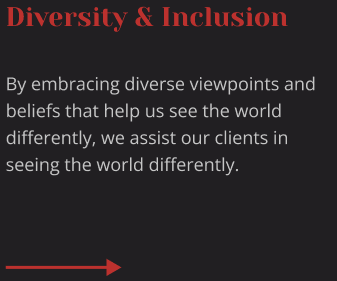 Diversity & Inclusion
By embracing diverse viewpoints and
beliefs that help us see the world
differently, we assist our clients in
seeing the world differently.